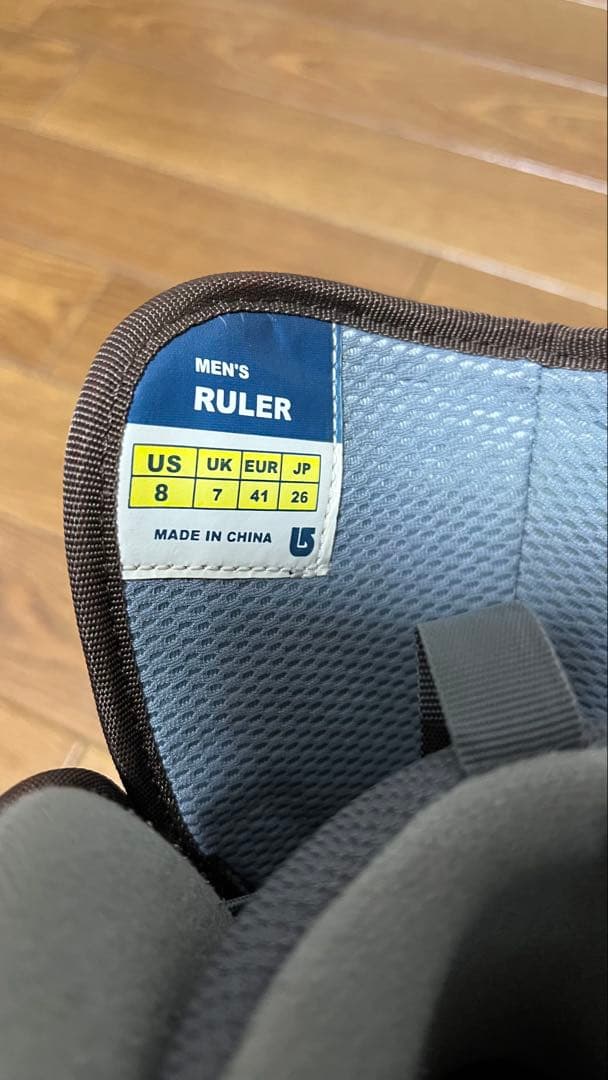 MEN'S
RULER
US UK EUR JP
8 7 41 26
MADE IN CHINA